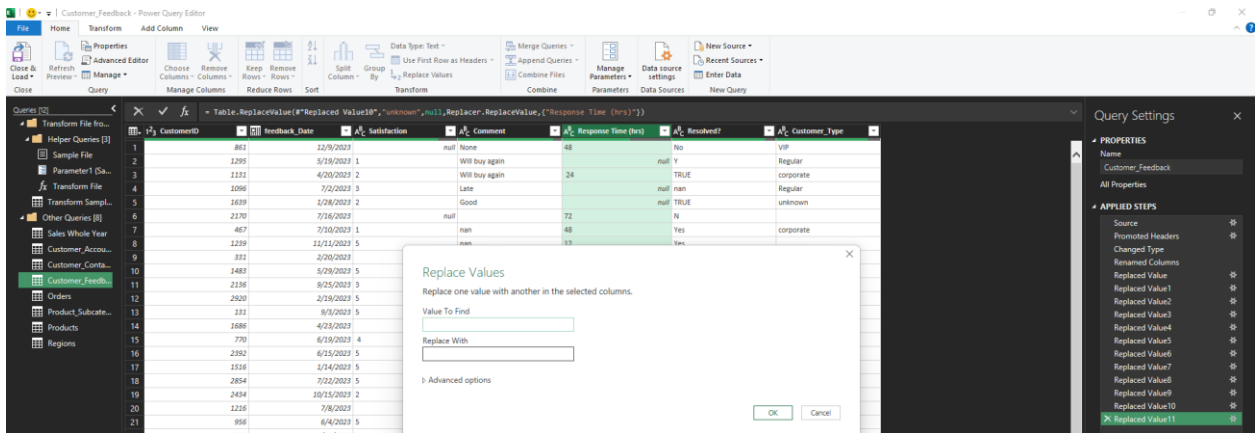 Customer_Feedback - Power Query Editor
File Home Transform Add Column View
Close & Load
Refresh Preview
Properties
Advanced Editor
Manage
Choose Columns
Remove Columns
Keep Rows
Remove Rows
Split Column
Group By
Data Type: Text
Use First Row as Headers
Replace Values
Merge Queries
Append Queries
Combine Files
Manage Parameters
Data source settings
New Source
Recent Sources
Enter Data
Close Query Manage Columns Reduce Rows Sort Transform Combine Parameters Data Sources New Query
Queries [12]
Transform File fro...
Helper Queries [3]
Sample File
Parameter1 (Sa...
fx Transform File
Transform Sampl...
Other Queries [8]
Sales Whole Year
Customer_Accou...
Customer_Conta...
Customer_Feedb...
Orders
Product_Subcate...
Products
Regions
fx = Table.ReplaceValue(#"Replaced Value10","unknown",null,Replacer.ReplaceValue,{"Response Time (hrs)"})
CustomerID feedback_Date Satisfaction Comment Response Time (hrs) Resolved? Customer_Type
1 861 12/9/2023 null None 48 No VIP
2 1295 5/19/2023 1 Will buy again null Y Regular
3 1131 4/20/2023 2 Will buy again 24 TRUE corporate
4 1096 7/2/2023 3 Late null nan Regular
5 1639 1/28/2023 2 Good null TRUE unknown
6 2170 7/16/2023 null 72 N
7 467 7/10/2023 1 nan 48 Yes corporate
8 1239 11/11/2023 5 nan 12 Yes
9 331 2/20/2023
10 1483 5/29/2023 5
11 2136 9/25/2023 3
12 2920 2/19/2023 5
13 131 9/3/2023 5
14 1686 4/23/2023
15 770 6/19/2023 4
16 2392 6/15/2023 5
17 1516 1/14/2023 5
18 2854 7/22/2023 5
19 2434 10/15/2023 2
20 1216 7/8/2023
21 956 6/4/2023 5
Replace Values
Replace one value with another in the selected columns.
Value To Find
Replace With
Advanced options
OK Cancel
Query Settings
PROPERTIES
Name
Customer_Feedback
All Properties
APPLIED STEPS
Source
Promoted Headers
Changed Type
Renamed Columns
Replaced Value
Replaced Value1
Replaced Value2
Replaced Value3
Replaced Value4
Replaced Value5
Replaced Value6
Replaced Value7
Replaced Value8
Replaced Value9
Replaced Value10
Replaced Value11